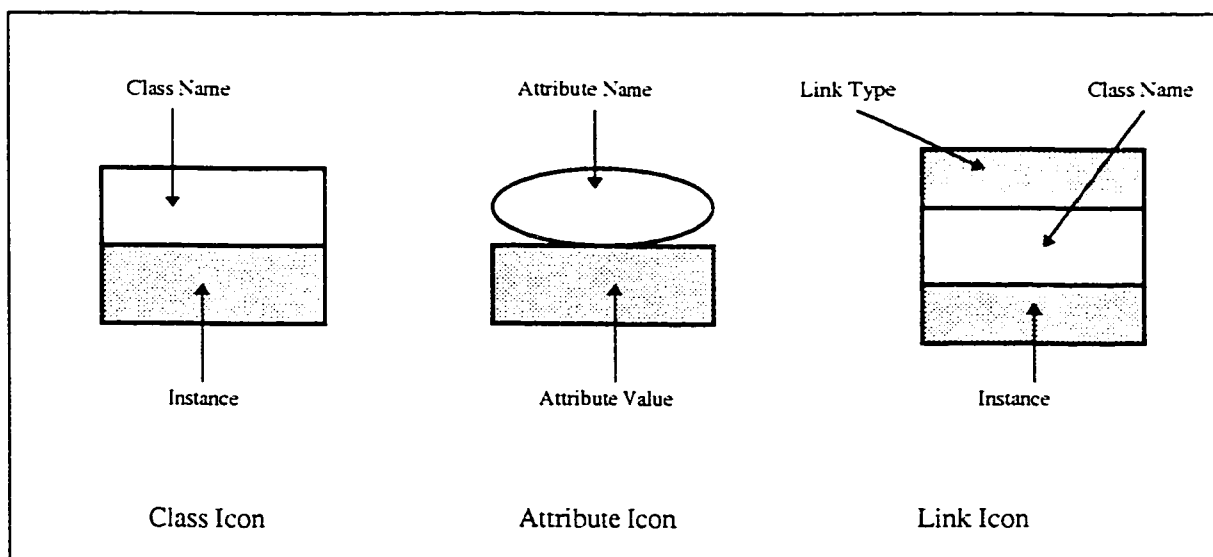 Class Name
Attribute Name
Link Type
Class Name
Instance
Attribute Value
Instance
Class Icon
Attribute Icon
Link Icon